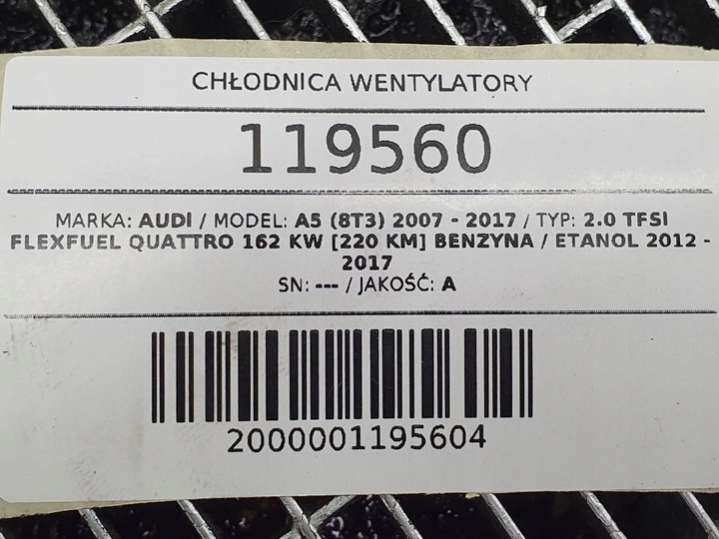 CHŁODNICA WENTYLATORY
119560
MARKA: AUDI / MODEL: A5 (8T3) 2007 - 2017 / TYP: 2.0 TFSI
FLEXFUEL QUATTRO 162 KW [220 KM] BENZYNA / ETANOL 2012 -
2017
SN: --- / JAKOŚĆ: A
2000001195604